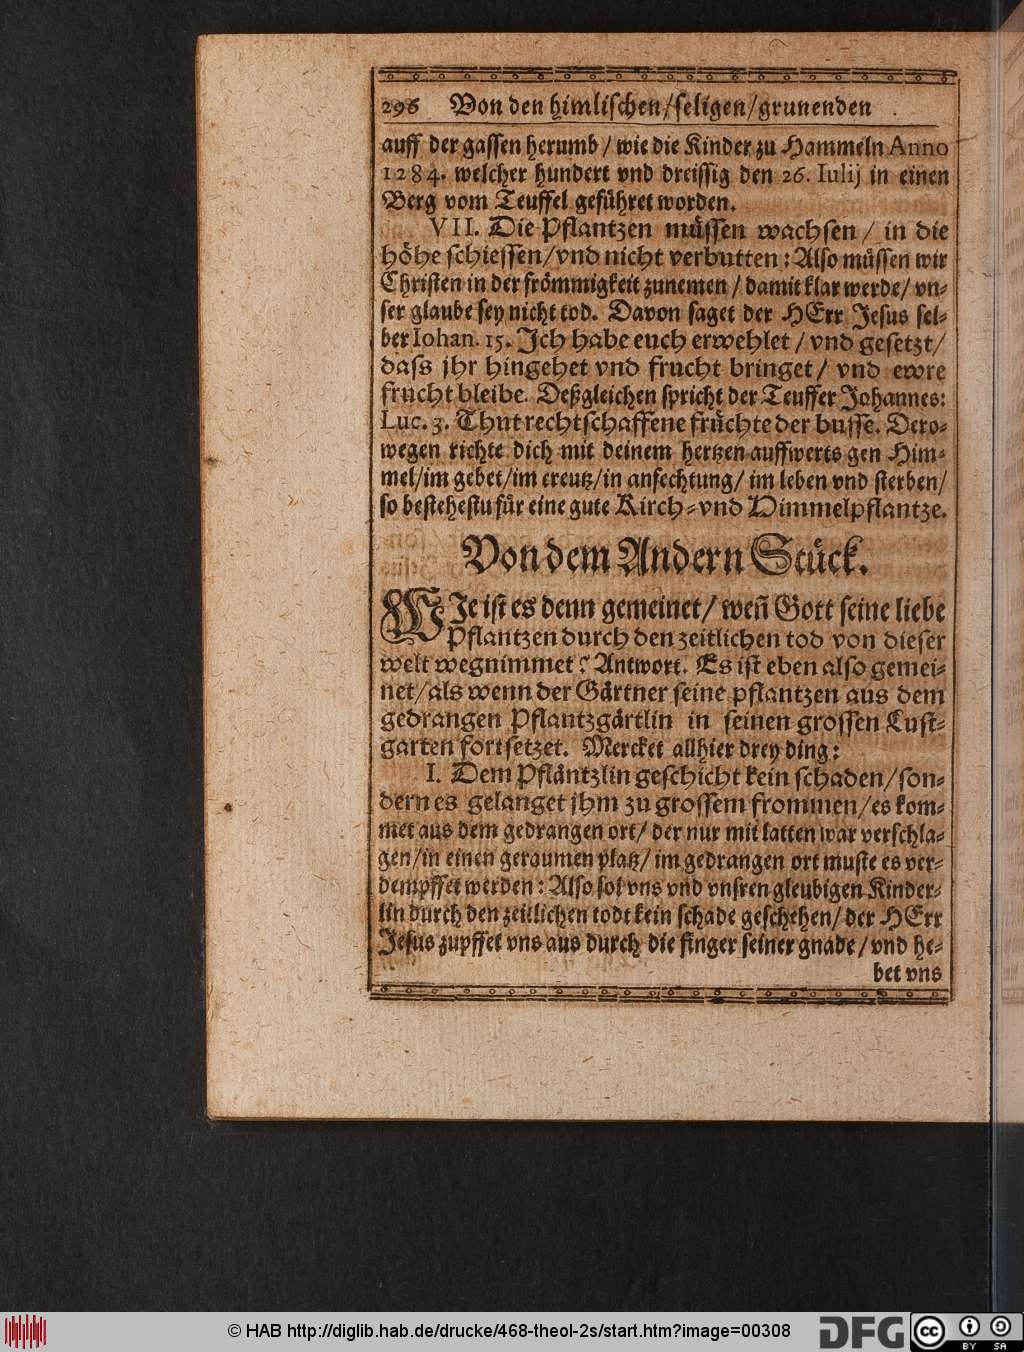 296 Von den himlischen/seligen/grunenden
auff der gassen herumb / wie die Kinder zu Hammeln Anno
1284. welcher hundert vnd dreissig den 26. Iulij in einen
Berg vom Teuffel geführet worden.
VII. Die Pflantzen müssen wachsen / in die
höhe schiessen/vnd nicht verbutten : Also müssen wir
Christen in der frömmigkeit zunemen / damit klar werde/ vn-
ser glaube sey nicht tod. Davon saget der HErr Jesus sel-
ber Iohan. 15. Ich habe euch erwehlet / vnd gesetzt/
dass jhr hingehet vnd frucht bringet / vnd ewre
frucht bleibe. Deßgleichen spricht der Teuffer Johannes:
Luc. 3. Thut rechtschaffene früchte der busse. Dero-
wegen richte dich mit deinem hertzen auffwerts gen Him-
mel/im gebet/im creutz/in anfechtung/ im leben vnd sterben/
so bestehestu für eine gute Kirch- vnd Himmelpflantze.
Von dem Andern Stück.
WJe ist es denn gemeinet/ weñ Gott seine liebe
Pflantzen durch den zeitlichen tod von dieser
welt wegnimmet? Antwort. Es ist eben also gemei-
net/als wenn der Gärtner seine pflantzen aus dem
gedrangen Pflantzgärtlin in seinen grossen Lust-
garten fortsetzet. Mercket allhier drey ding:
I. Dem Pfläntzlin geschicht kein schaden/son-
dern es gelanget jhm zu grossem frommen/es kom-
met aus dem gedrangen ort/ der nur mit latten war verschla-
gen/in einen geraumen platz/ im gedrangen ort muste es ver-
dempffet werden : Also sol vns vnd vnsren gleubigen Kinder-
lin durch den zeitlichen todt kein schade geschehen/ der HErr
Jesus zupffet vns aus durch die finger seiner gnade / vnd he-
bet vns
© HAB http://diglib.hab.de/drucke/468-theol-2s/start.htm?image=00308
DFG
cc BY SA